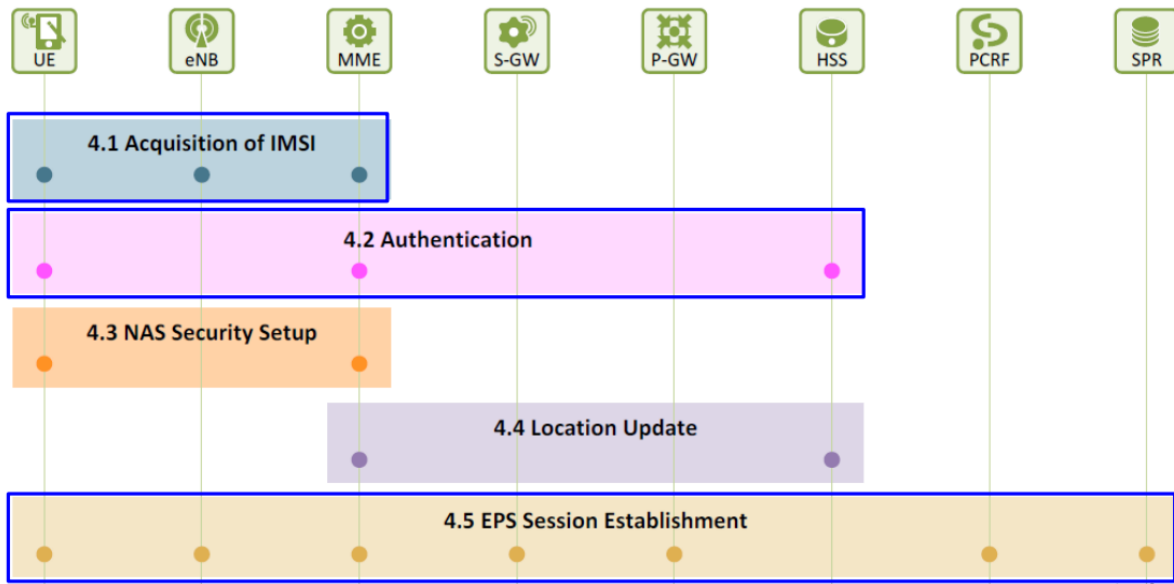 UE
eNB
MME
S-GW
P-GW
HSS
PCRF
SPR
4.1 Acquisition of IMSI
4.2 Authentication
4.3 NAS Security Setup
4.4 Location Update
4.5 EPS Session Establishment